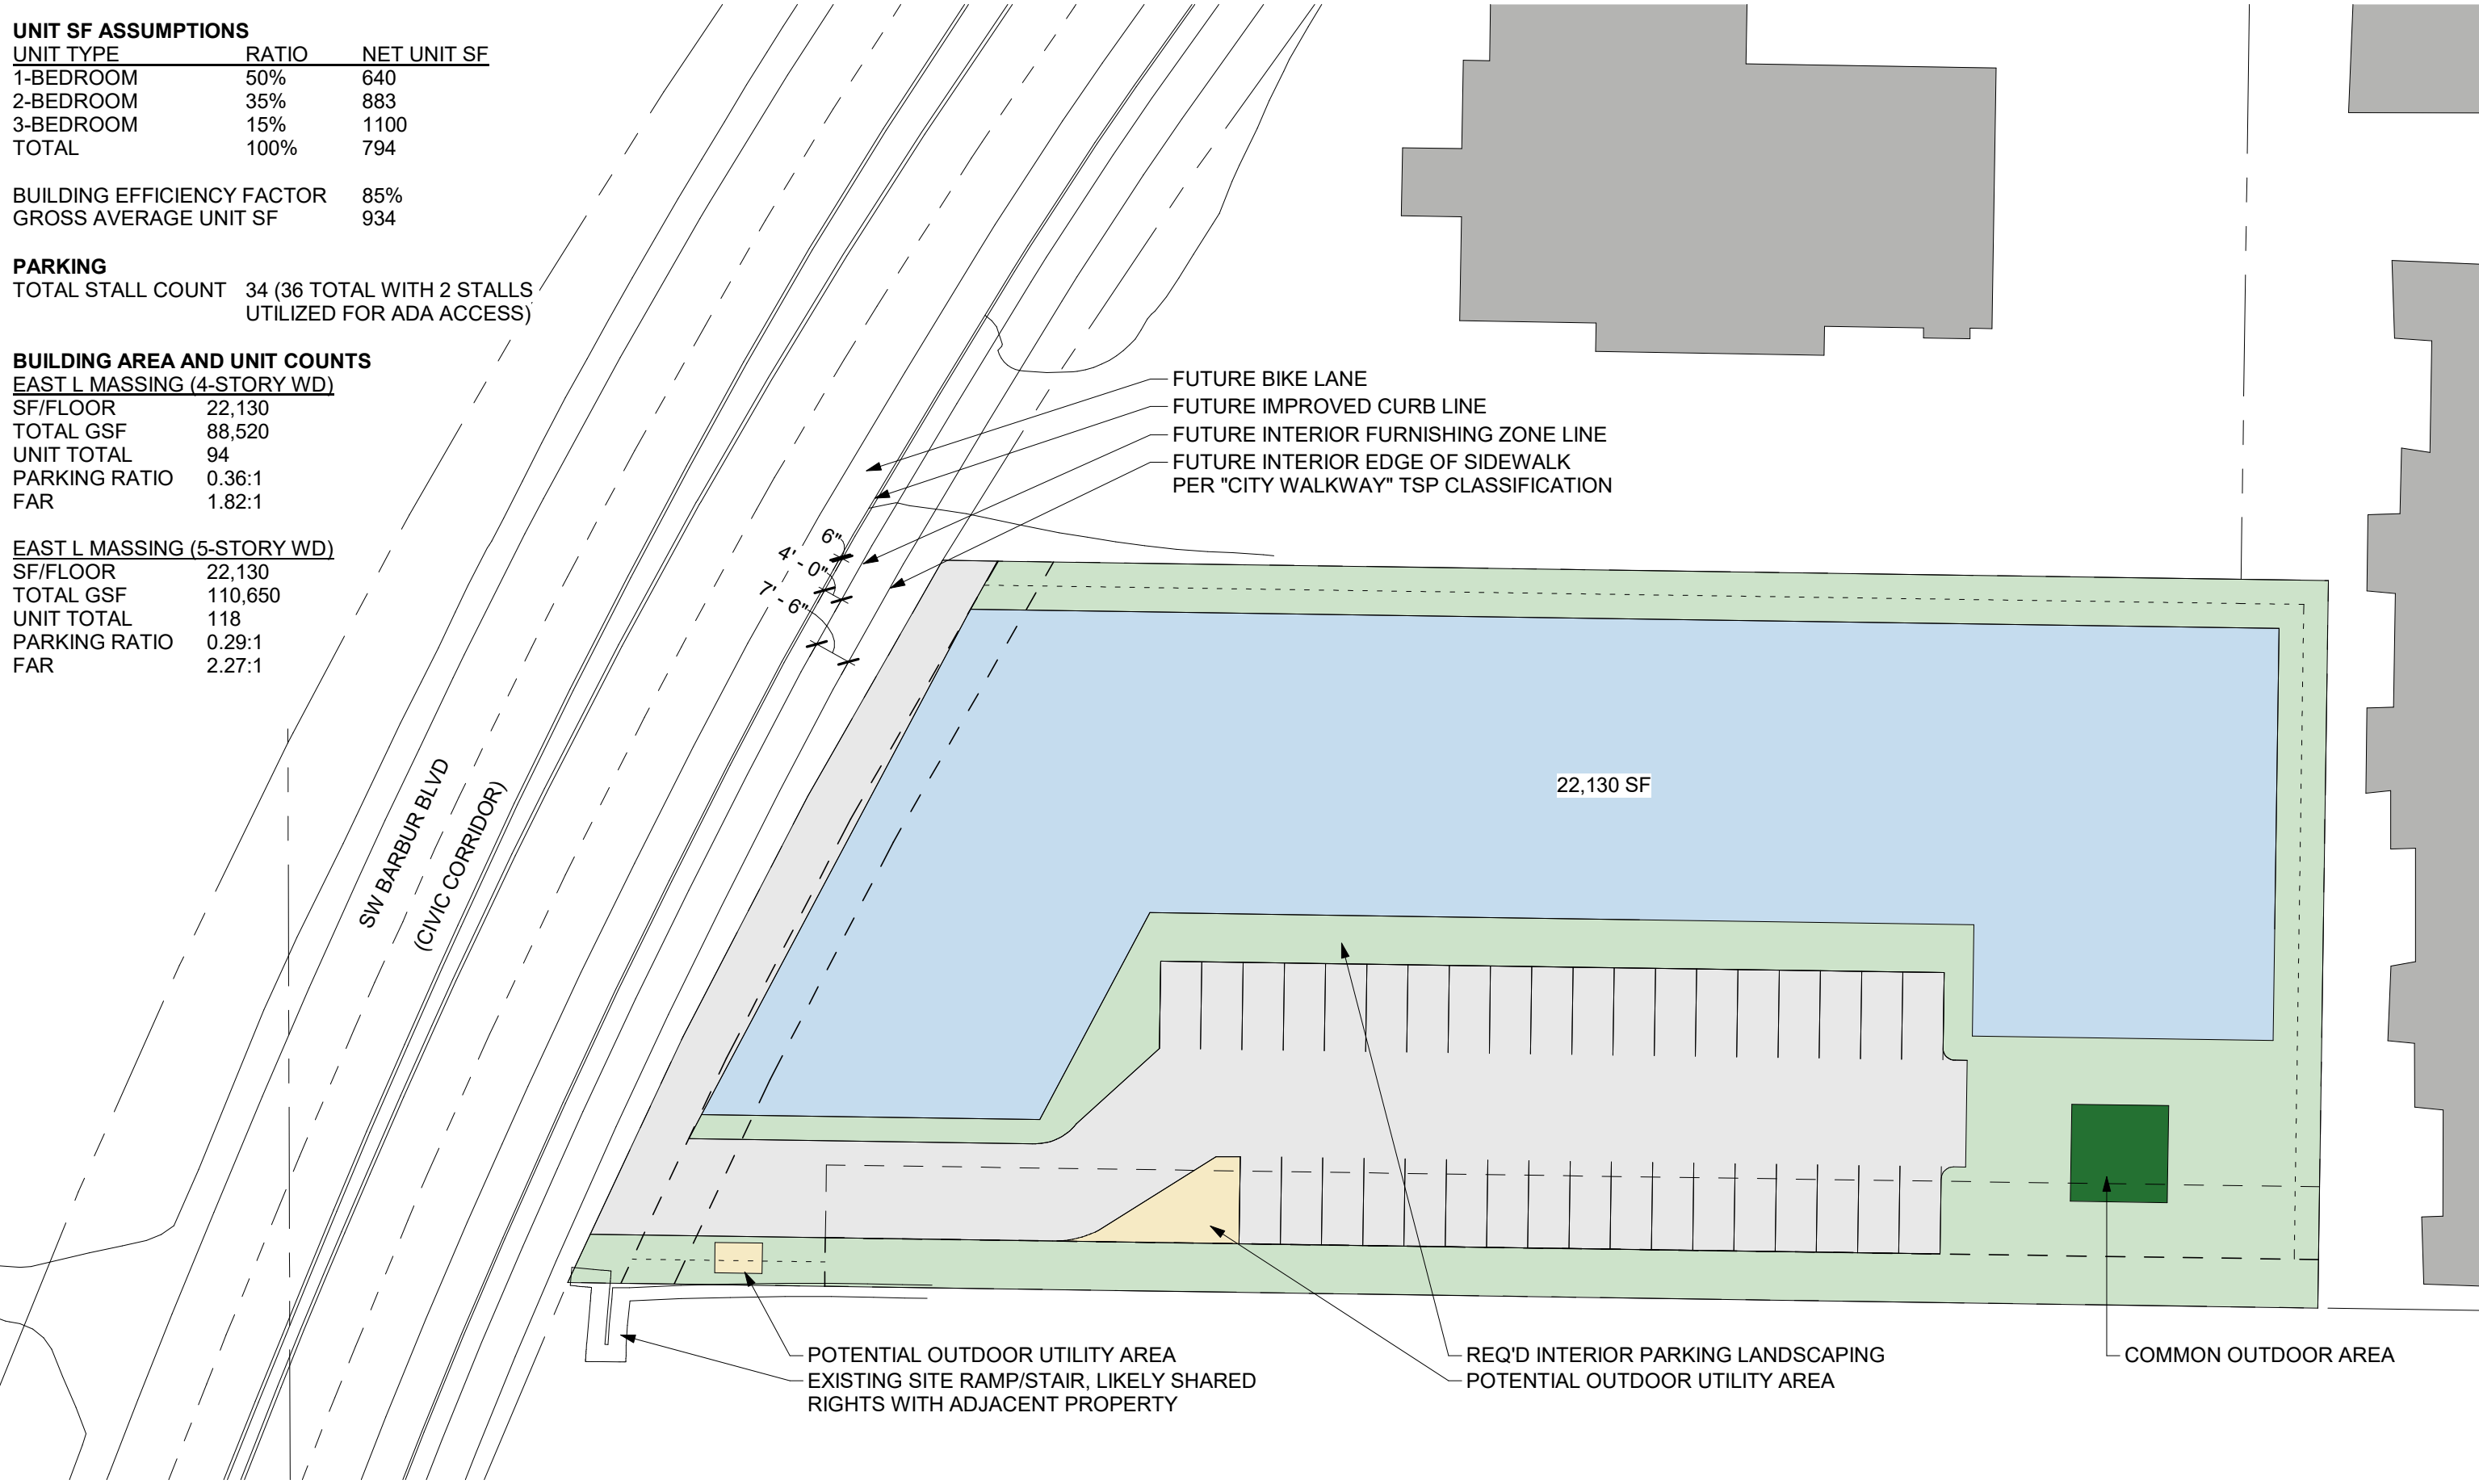 UNIT SF ASSUMPTIONS
UNIT TYPE RATIO NET UNIT SF
1-BEDROOM 50% 640
2-BEDROOM 35% 883
3-BEDROOM 15% 1100
TOTAL 100% 794
BUILDING EFFICIENCY FACTOR 85%
GROSS AVERAGE UNIT SF 934
PARKING
TOTAL STALL COUNT 34 (36 TOTAL WITH 2 STALLS
UTILIZED FOR ADA ACCESS)
BUILDING AREA AND UNIT COUNTS
EAST L MASSING (4-STORY WD)
SF/FLOOR 22,130
TOTAL GSF 88,520
UNIT TOTAL 94
PARKING RATIO 0.36:1
FAR 1.82:1
EAST L MASSING (5-STORY WD)
SF/FLOOR 22,130
TOTAL GSF 110,650
UNIT TOTAL 118
PARKING RATIO 0.29:1
FAR 2.27:1
FUTURE BIKE LANE
FUTURE IMPROVED CURB LINE
FUTURE INTERIOR FURNISHING ZONE LINE
FUTURE INTERIOR EDGE OF SIDEWALK
PER "CITY WALKWAY" TSP CLASSIFICATION
6"
4' - 0"
7' - 6"
SW BARBUR BLVD
(CIVIC CORRIDOR)
22,130 SF
POTENTIAL OUTDOOR UTILITY AREA
EXISTING SITE RAMP/STAIR, LIKELY SHARED
RIGHTS WITH ADJACENT PROPERTY
REQ'D INTERIOR PARKING LANDSCAPING
POTENTIAL OUTDOOR UTILITY AREA
COMMON OUTDOOR AREA